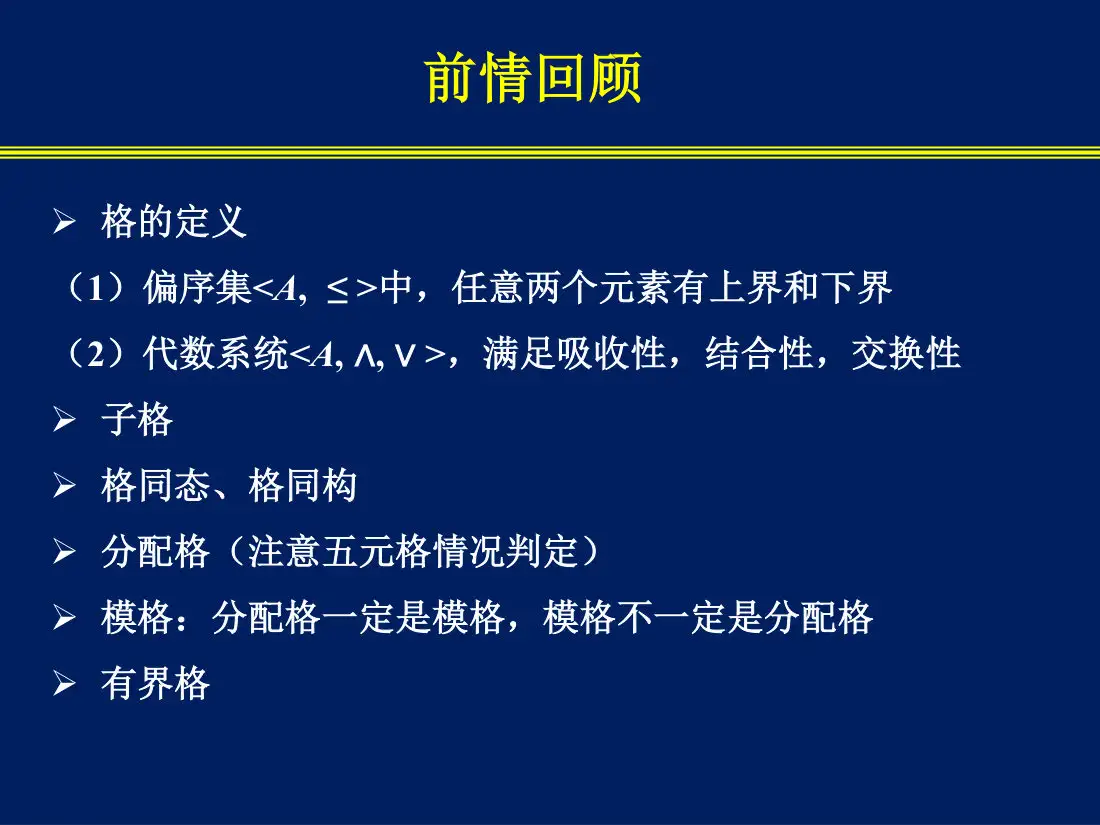 前情回顾
➢ 格的定义
（1）偏序集<A, ≤ >中，任意两个元素有上界和下界
（2）代数系统<A, ∧, ∨ >，满足吸收性，结合性，交换性
➢ 子格
➢ 格同态、格同构
➢ 分配格（注意五元格情况判定）
➢ 模格：分配格一定是模格，模格不一定是分配格
➢ 有界格